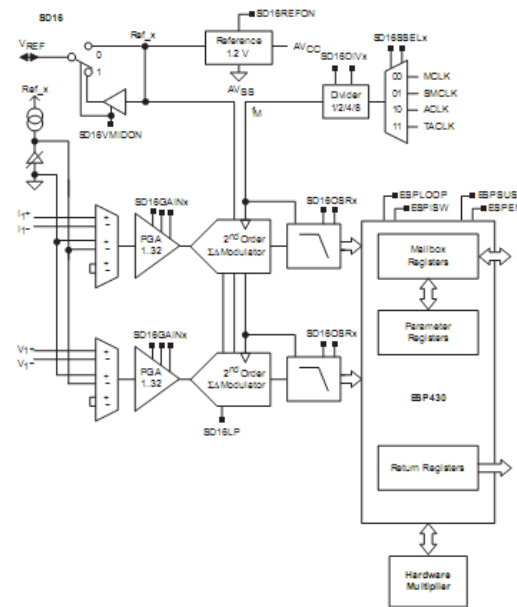 SD16
SD16REFON
VREF
Ref_x
0
1
Reference
1.2 V
AVCC
AVSS
SD16VMIDON
SD16SSELx
SD16DIVx
Divider
1/2/4/8
fM
00
01
10
11
MCLK
SMCLK
ACLK
TACLK
Ref_x
I1+
I1-
+
-
+
-
SD16GAINx
PGA
1..32
2nd Order
ΣΔ Modulator
SD16OSRx
V1+
V1-
+
-
+
-
SD16GAINx
PGA
1..32
2nd Order
ΣΔ Modulator
SD16LP
SD16OSRx
ESPLOOP
ESPISW
ESPSUS
ESPEN
Mailbox
Registers
Parameter
Registers
ESP430
Return Registers
Hardware
Multiplier